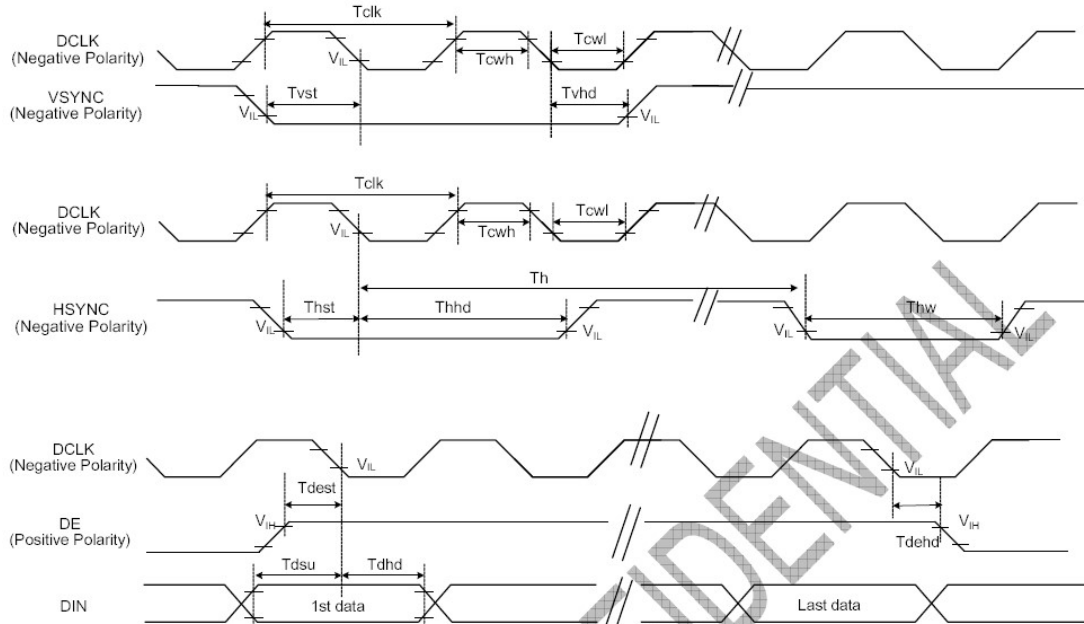 Tclk
DCLK
(Negative Polarity)
VIL
Tcwh
Tcwl
VSYNC
(Negative Polarity)
VIL
Tvst
Tvhd
VIL
Tclk
DCLK
(Negative Polarity)
VIL
Tcwh
Tcwl
Th
HSYNC
(Negative Polarity)
VIL
Thst
Thhd
VIL
VIL
Thw
VIL
DCLK
(Negative Polarity)
VIL
VIL
Tdest
DE
(Positive Polarity)
VIH
VIH
Tdehd
Tdsu
Tdhd
DIN
1st data
Last data
FIDENTIAL